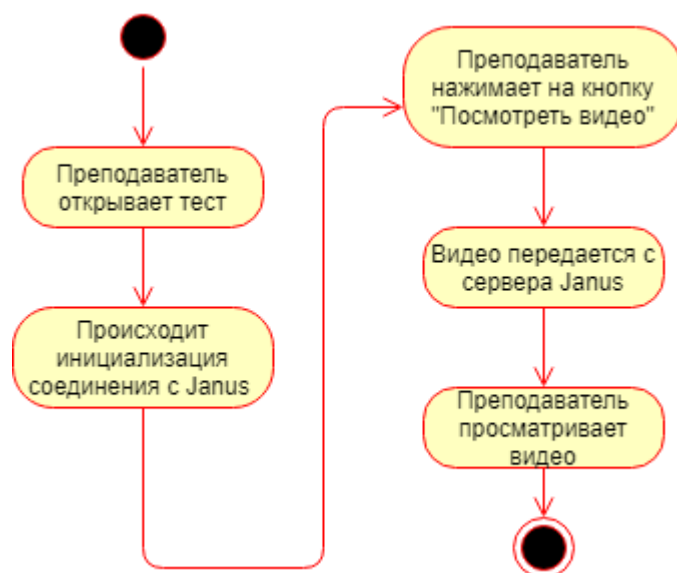 Преподаватель
открывает тест
Происходит
инициализация
соединения с Janus
Преподаватель
нажимает на кнопку
"Посмотреть видео"
Видео передается с
сервера Janus
Преподаватель
просматривает
видео